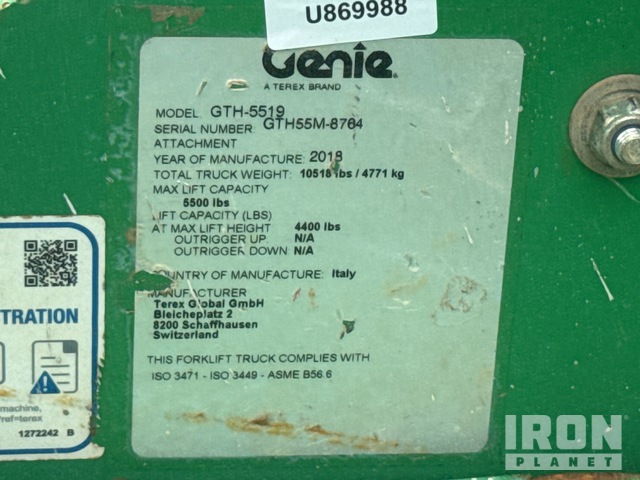 U869988
Genie
A TEREX BRAND
MODEL GTH-5519
SERIAL NUMBER GTH55M-8764
ATTACHMENT
YEAR OF MANUFACTURE: 2018
TOTAL TRUCK WEIGHT: 10518 lbs / 4771 kg
MAX LIFT CAPACITY
5500 lbs
LIFT CAPACITY (LBS)
AT MAX LIFT HEIGHT 4400 lbs
OUTRIGGER UP: N/A
OUTRIGGER DOWN: N/A
COUNTRY OF MANUFACTURE: Italy
MANUFACTURER
Terex Global GmbH
Bleicheplatz 2
8200 Schaffhausen
Switzerland
THIS FORKLIFT TRUCK COMPLIES WITH
ISO 3471 - ISO 3449 - ASME B56.6
TRATION
machine,
/?ref=terex
1272242 B
IRON
PLANET